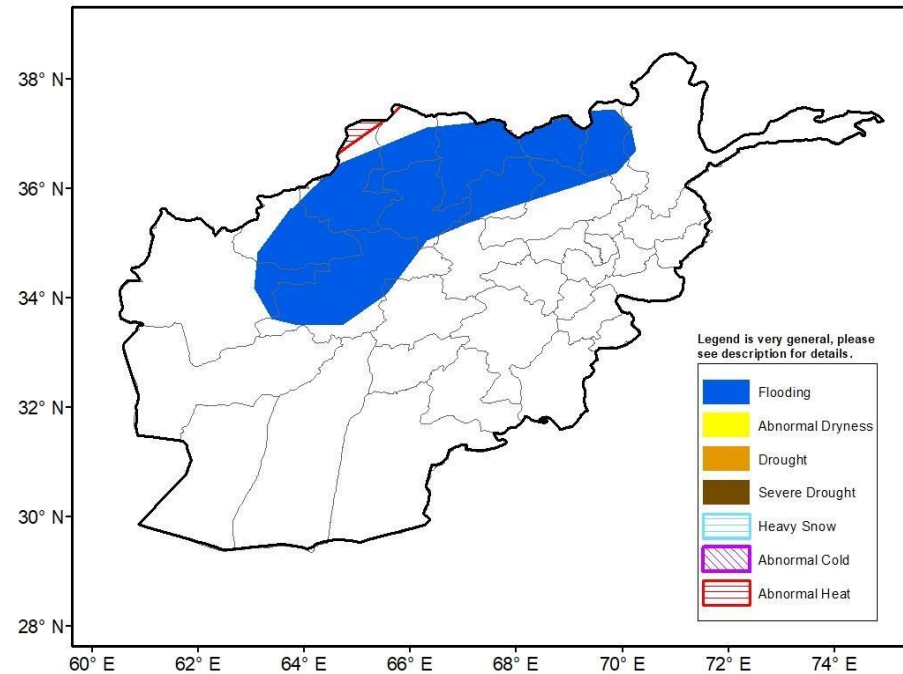 38° N
36° N
34° N
32° N
30° N
28° N
60° E
62° E
64° E
66° E
68° E
70° E
72° E
74° E
Legend is very general, please
see description for details.
Flooding
Abnormal Dryness
Drought
Severe Drought
Heavy Snow
Abnormal Cold
Abnormal Heat